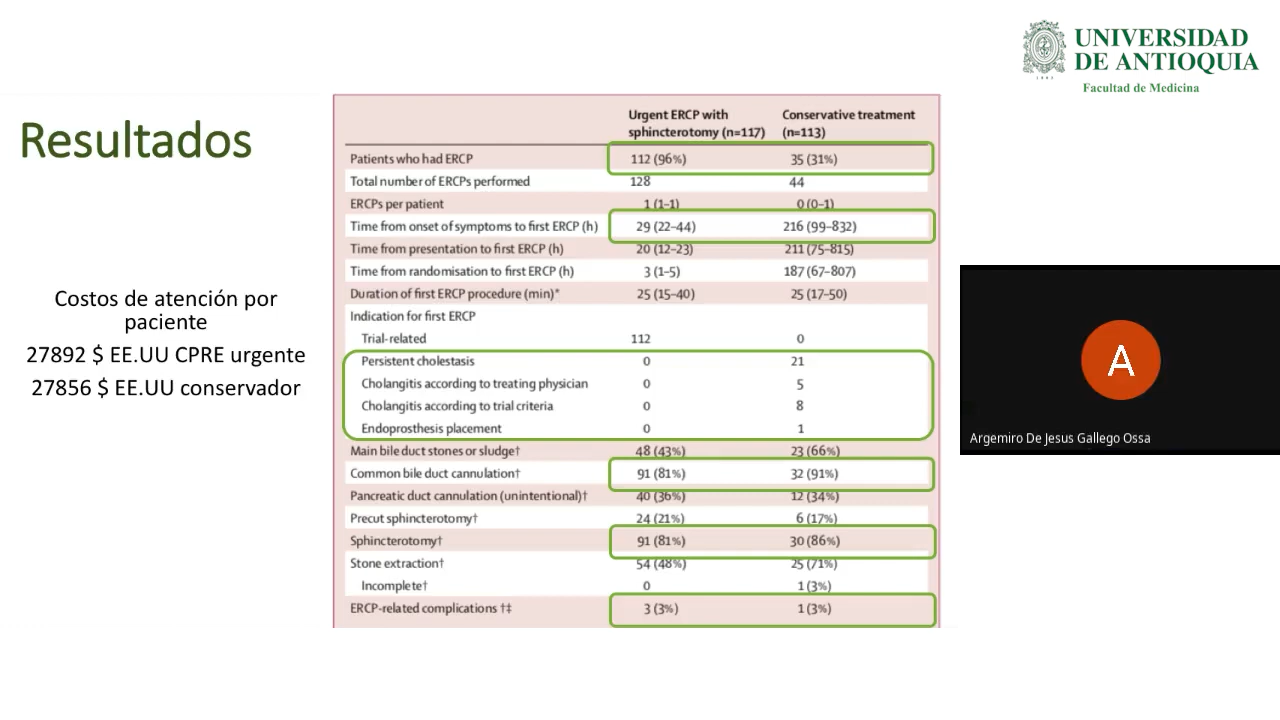 UNIVERSIDAD
DE ANTIOQUIA
1803
Facultad de Medicina
Resultados
Costos de atención por
paciente
27892 $ EE.UU CPRE urgente
27856 $ EE.UU conservador
Urgent ERCP with sphincterotomy (n=117) Conservative treatment (n=113)
Patients who had ERCP 112 (96%) 35 (31%)
Total number of ERCPs performed 128 44
ERCPs per patient 1 (1–1) 0 (0–1)
Time from onset of symptoms to first ERCP (h) 29 (22–44) 216 (99–832)
Time from presentation to first ERCP (h) 20 (12–23) 211 (75–815)
Time from randomisation to first ERCP (h) 3 (1–5) 187 (67–807)
Duration of first ERCP procedure (min)* 25 (15–40) 25 (17–50)
Indication for first ERCP
Trial-related 112 0
Persistent cholestasis 0 21
Cholangitis according to treating physician 0 5
Cholangitis according to trial criteria 0 8
Endoprosthesis placement 0 1
Main bile duct stones or sludge† 48 (43%) 23 (66%)
Common bile duct cannulation† 91 (81%) 32 (91%)
Pancreatic duct cannulation (unintentional)† 40 (36%) 12 (34%)
Precut sphincterotomy† 24 (21%) 6 (17%)
Sphincterotomy† 91 (81%) 30 (86%)
Stone extraction† 54 (48%) 25 (71%)
Incomplete† 0 1 (3%)
ERCP-related complications †‡ 3 (3%) 1 (3%)
A
Argemiro De Jesus Gallego Ossa